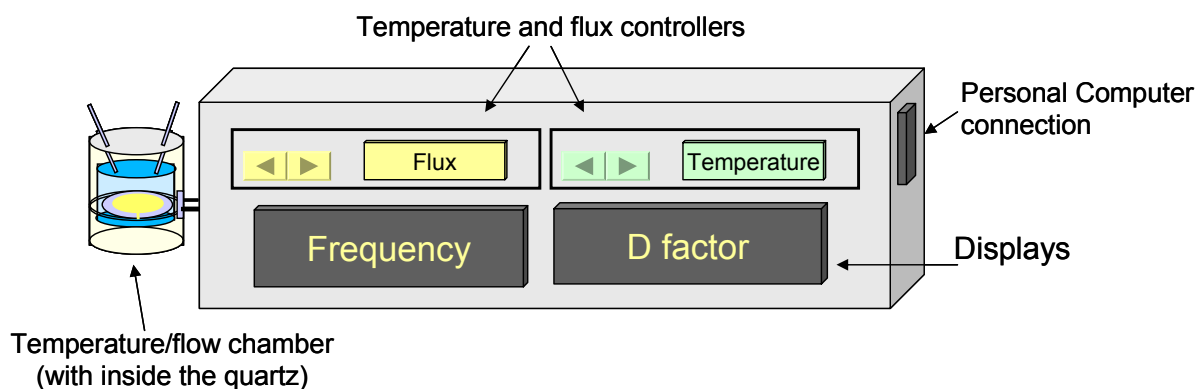 Temperature and flux controllers
Personal Computer
connection
Flux
Temperature
Frequency
D factor
Displays
Temperature/flow chamber
(with inside the quartz)